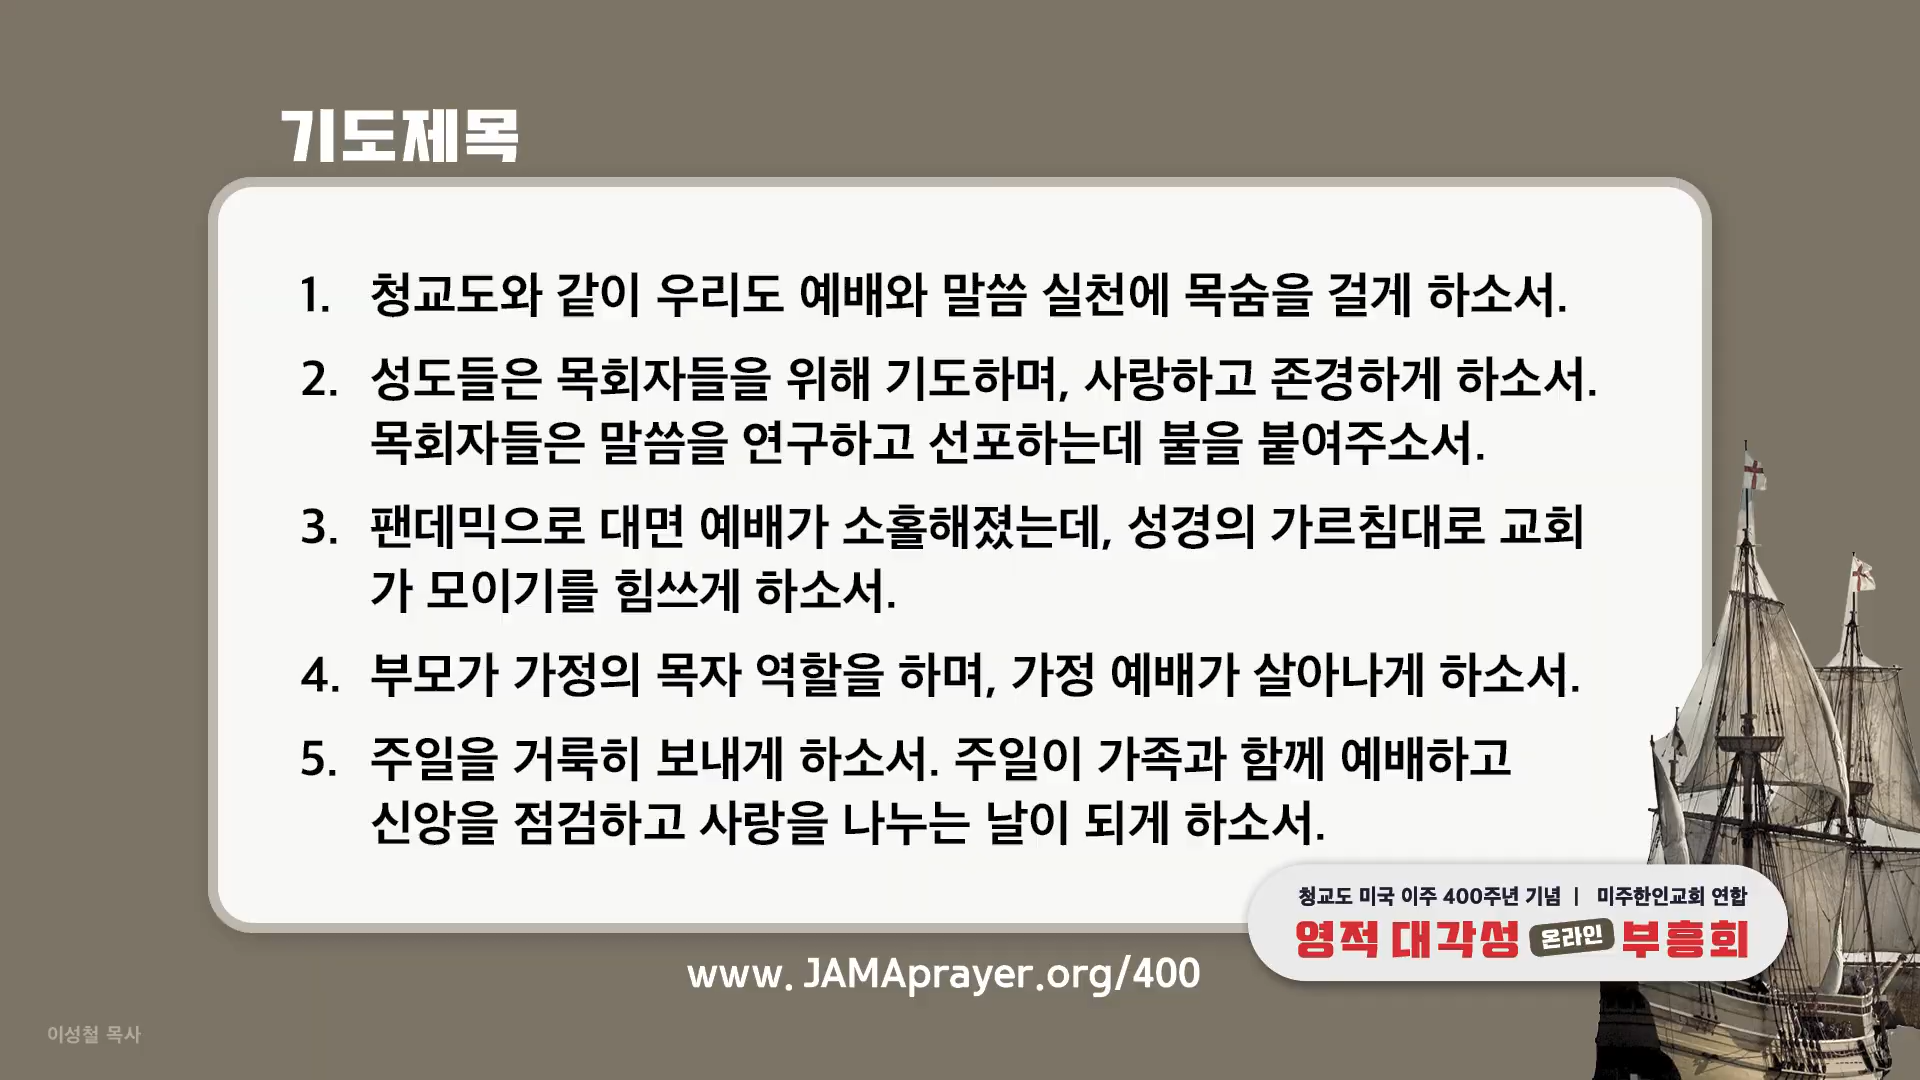 기도제목
1. 청교도와 같이 우리도 예배와 말씀 실천에 목숨을 걸게 하소서.
2. 성도들은 목회자들을 위해 기도하며, 사랑하고 존경하게 하소서.
목회자들은 말씀을 연구하고 선포하는데 불을 붙여주소서.
3. 팬데믹으로 대면 예배가 소홀해졌는데, 성경의 가르침대로 교회
가 모이기를 힘쓰게 하소서.
4. 부모가 가정의 목자 역할을 하며, 가정 예배가 살아나게 하소서.
5. 주일을 거룩히 보내게 하소서. 주일이 가족과 함께 예배하고
신앙을 점검하고 사랑을 나누는 날이 되게 하소서.
청교도 미국 이주 400주년 기념 | 미주한인교회 연합
영적 대각성 온라인 부흥회
www. JAMAprayer.org/400
이성철 목사